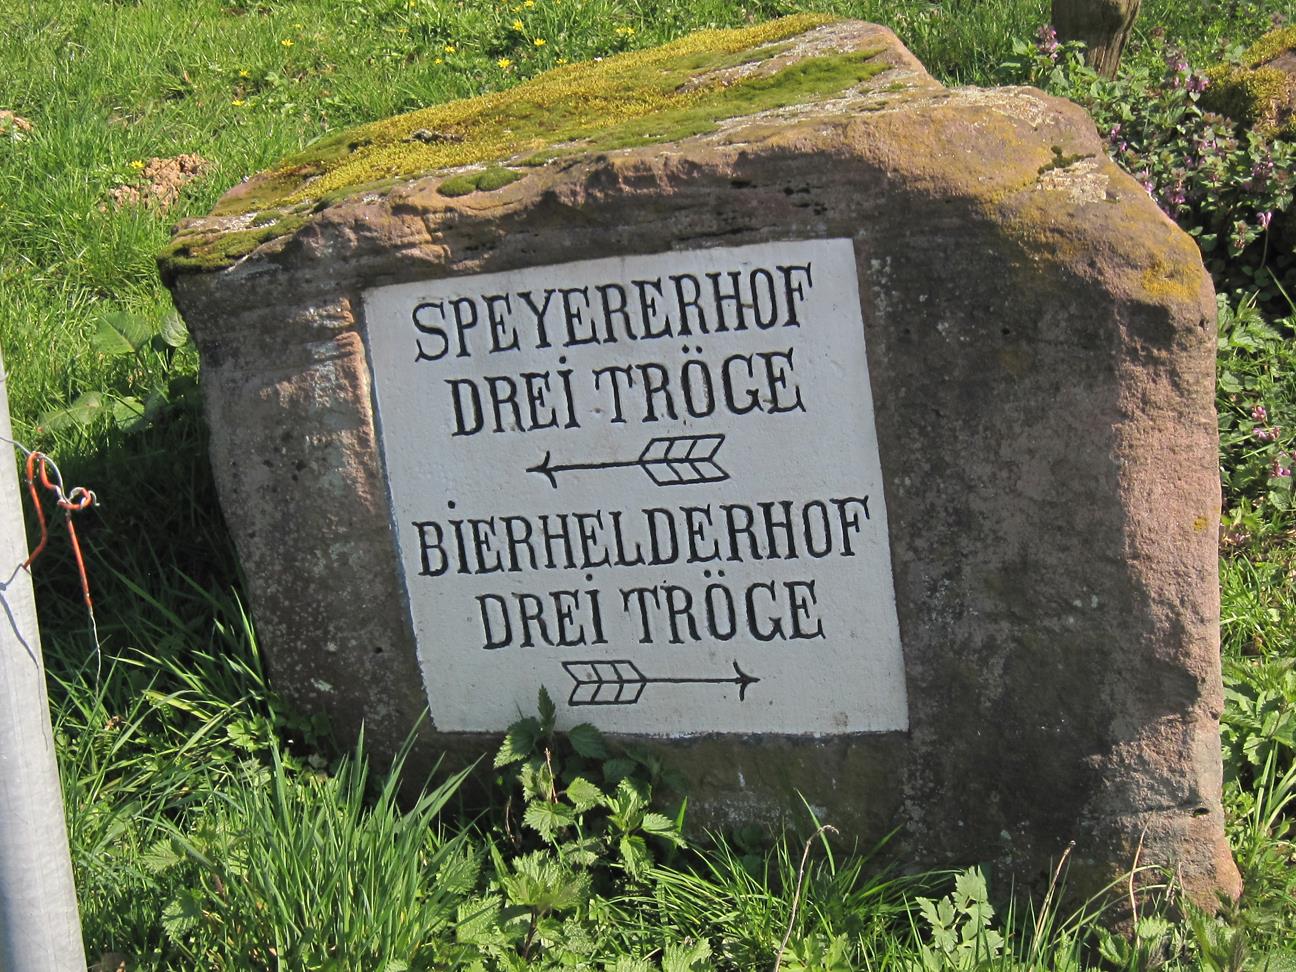 SPEYERERHOF
DREI TRÖGE
BIERHELDERHOF
DREI TRÖGE